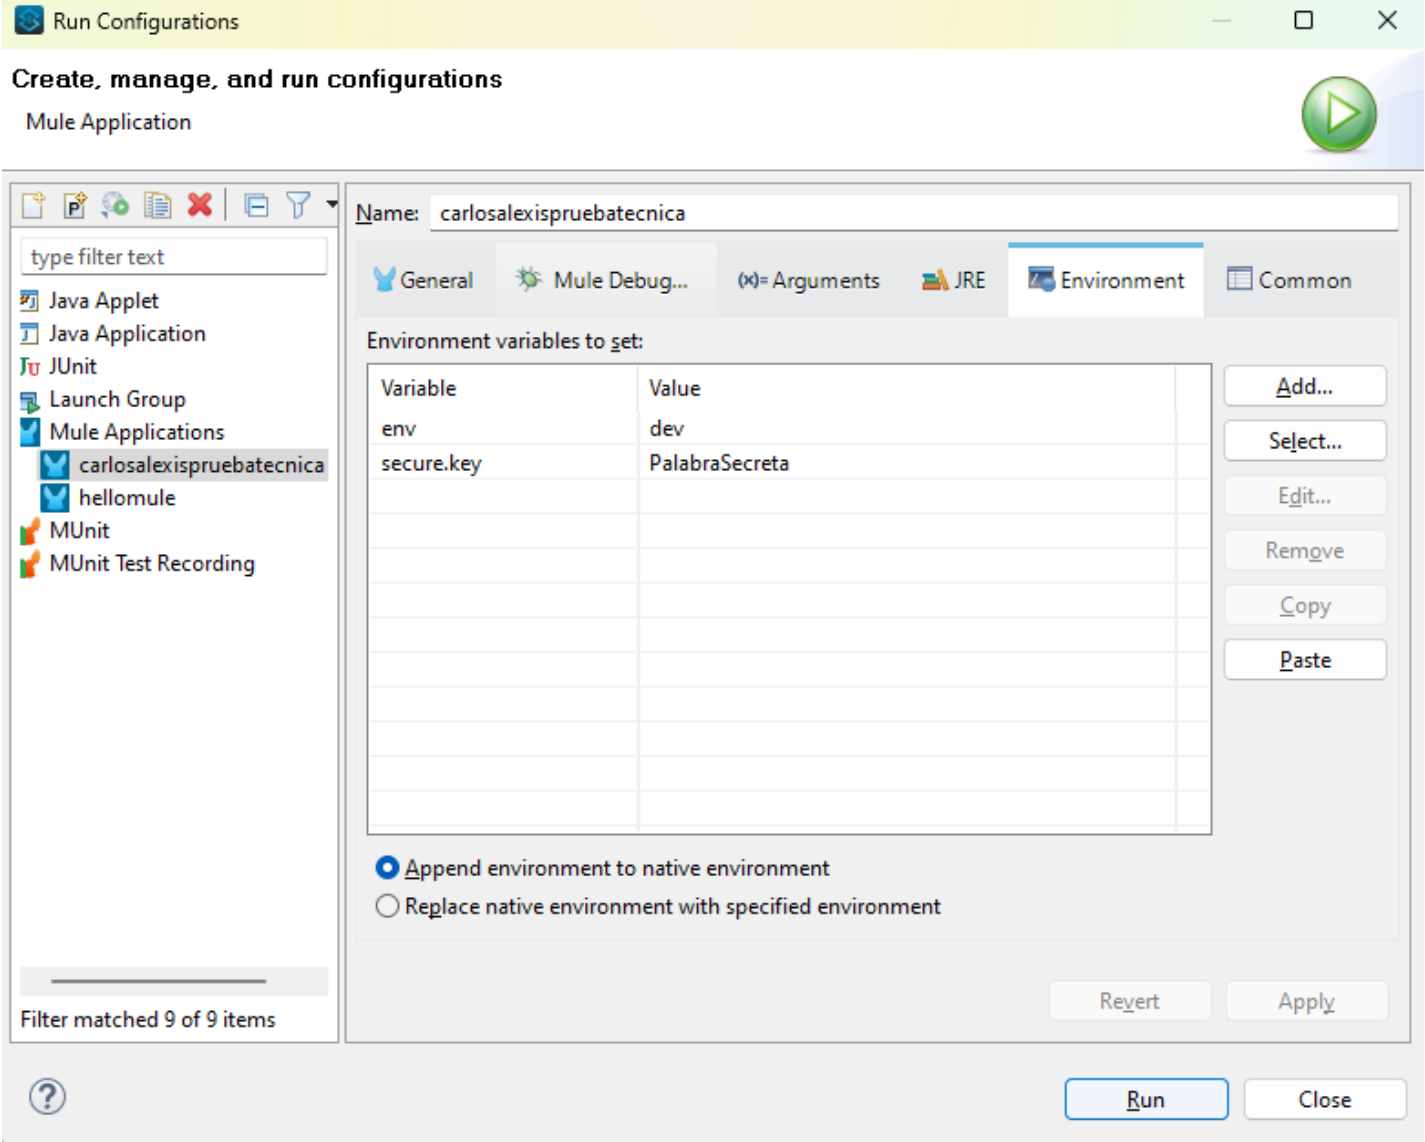 Run Configurations
Create, manage, and run configurations
Mule Application
type filter text
Java Applet
Java Application
JUnit
Launch Group
Mule Applications
carlosalexispruebatecnica
hellomule
MUnit
MUnit Test Recording
Filter matched 9 of 9 items
Name: carlosalexispruebatecnica
General Mule Debug... (x)= Arguments JRE Environment Common
Environment variables to set:
Variable Value
env dev
secure.key PalabraSecreta
Add...
Select...
Edit...
Remove
Copy
Paste
Append environment to native environment
Replace native environment with specified environment
Revert Apply
Run Close